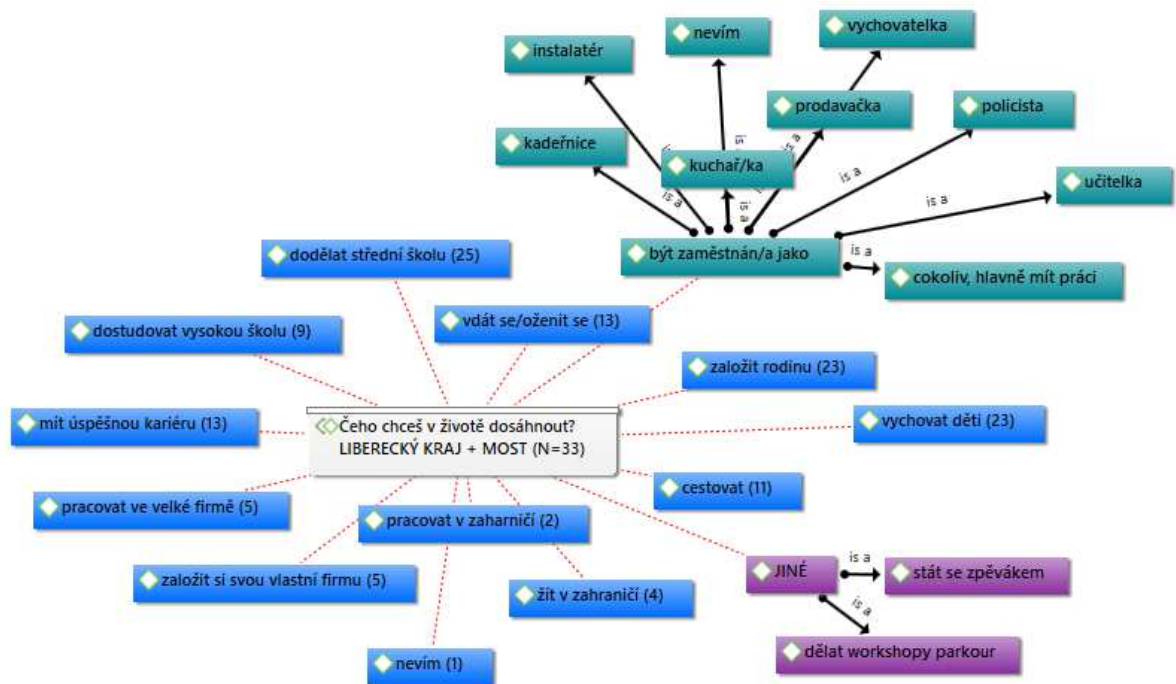 vychovatelka
nevím
instalatér
prodavačka
policista
kadeřnice
is a
is a
kuchař/ka
is a
učitelka
is a
is a
is a
být zaměstnán/a jako
is a
dodělat střední školu (25)
cokoliv, hlavně mít práci
vdát se/oženit se (13)
dostudovat vysokou školu (9)
založit rodinu (23)
mít úspěšnou kariéru (13)
Čeho chceš v životě dosáhnout?
LIBERECKÝ KRAJ + MOST (N=33)
vychovat děti (23)
cestovat (11)
pracovat ve velké firmě (5)
pracovat v zaharničí (2)
založit si svou vlastní firmu (5)
žít v zahraničí (4)
JINÉ
is a
stát se zpěvákem
is a
dělat workshopy parkour
nevím (1)